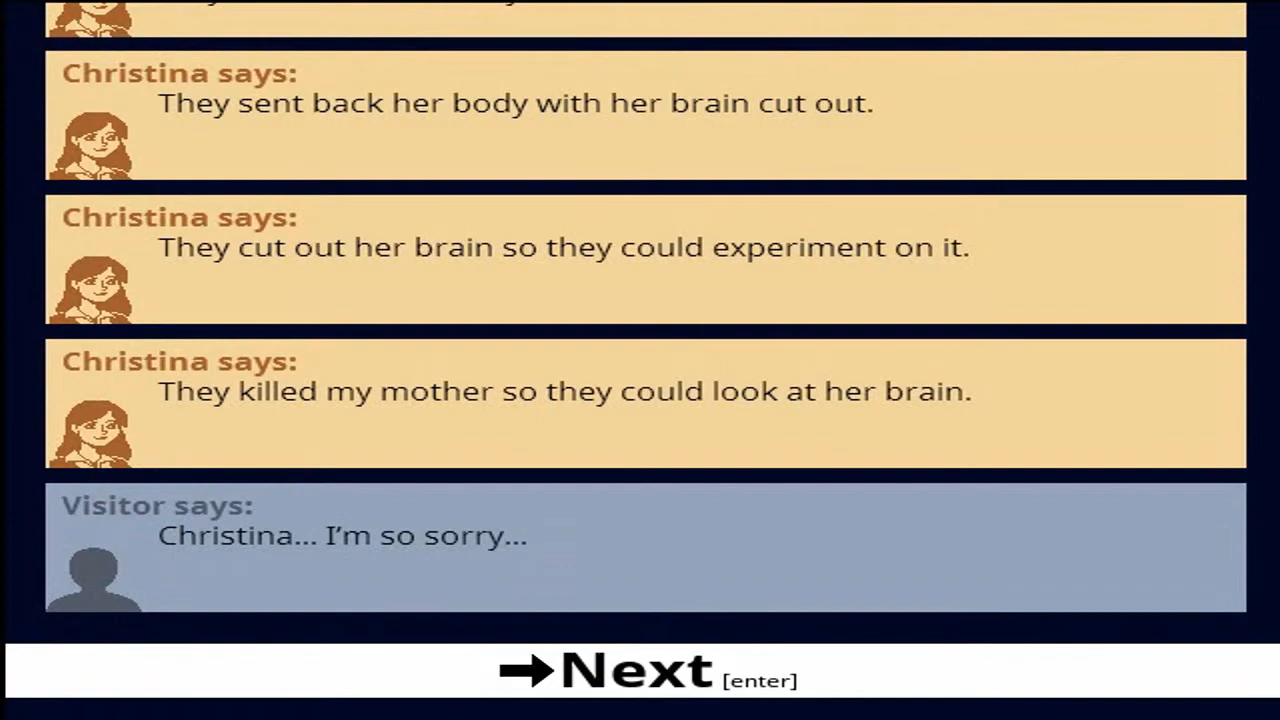 Christina says:
They sent back her body with her brain cut out.
Christina says:
They cut out her brain so they could experiment on it.
Christina says:
They killed my mother so they could look at her brain.
Visitor says:
Christina... I'm so sorry...
Next [enter]